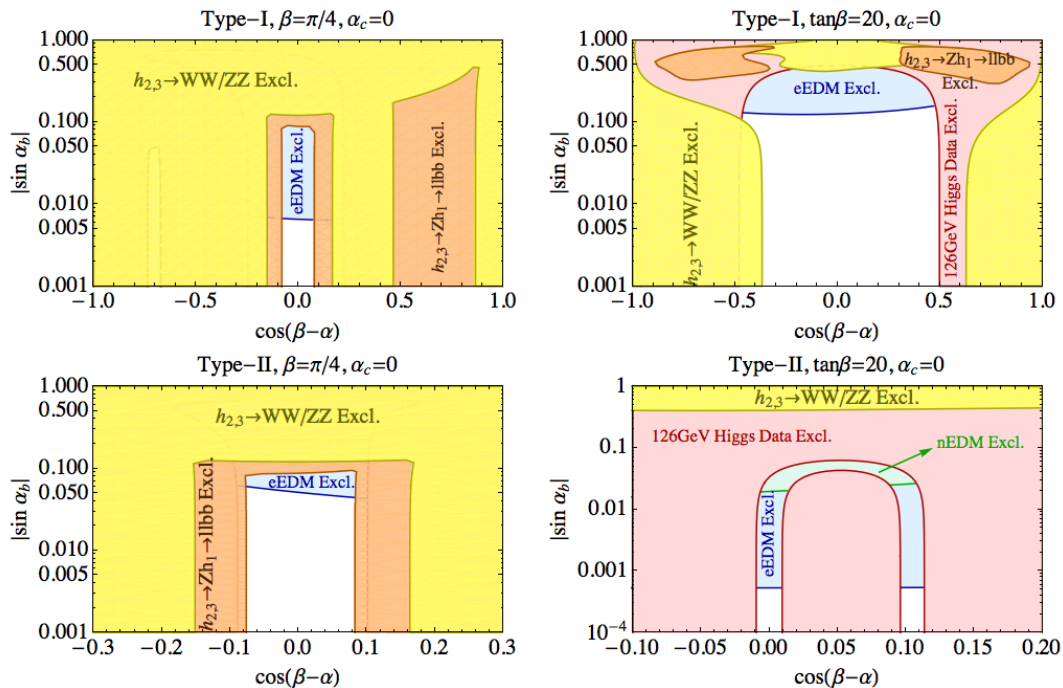 Type−I, β=π/4, α_c=0
1.000
0.500
0.100
0.050
0.010
0.005
0.001
|sin α_b|
h_{2,3}→WW/ZZ Excl.
eEDM Excl.
h_{2,3}→Zh_1→llbb Excl.
−1.0
−0.5
0.0
0.5
1.0
cos(β−α)
Type−I, tanβ=20, α_c=0
1.000
0.500
0.100
0.050
0.010
0.005
0.001
|sin α_b|
h_{2,3}→Zh_1→llbb
Excl.
eEDM Excl.
h_{2,3}→WW/ZZ Excl.
126GeV Higgs Data Excl.
−1.0
−0.5
0.0
0.5
1.0
cos(β−α)
Type−II, β=π/4, α_c=0
1.000
0.500
0.100
0.050
0.010
0.005
0.001
|sin α_b|
h_{2,3}→WW/ZZ Excl.
eEDM Excl.
h_{2,3}→Zh_1→llbb Excl.
−0.3
−0.2
−0.1
0.0
0.1
0.2
0.3
cos(β−α)
Type−II, tanβ=20, α_c=0
1
0.1
0.01
0.001
10^{−4}
|sin α_b|
h_{2,3}→WW/ZZ Excl.
126GeV Higgs Data Excl.
nEDM Excl.
eEDM Excl.
−0.10
−0.05
0.00
0.05
0.10
0.15
0.20
cos(β−α)